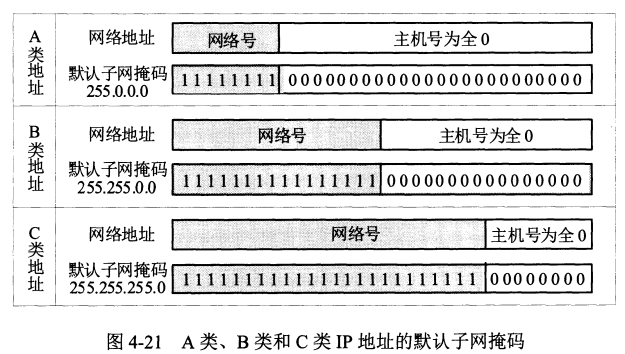 A类地址
网络地址
网络号
主机号为全0
默认子网掩码
255.0.0.0
11111111
000000000000000000000000
B类地址
网络地址
网络号
主机号为全0
默认子网掩码
255.255.0.0
1111111111111111
0000000000000000
C类地址
网络地址
网络号
主机号为全0
默认子网掩码
255.255.255.0
111111111111111111111111
00000000
图 4-21 A 类、B 类和 C 类 IP 地址的默认子网掩码